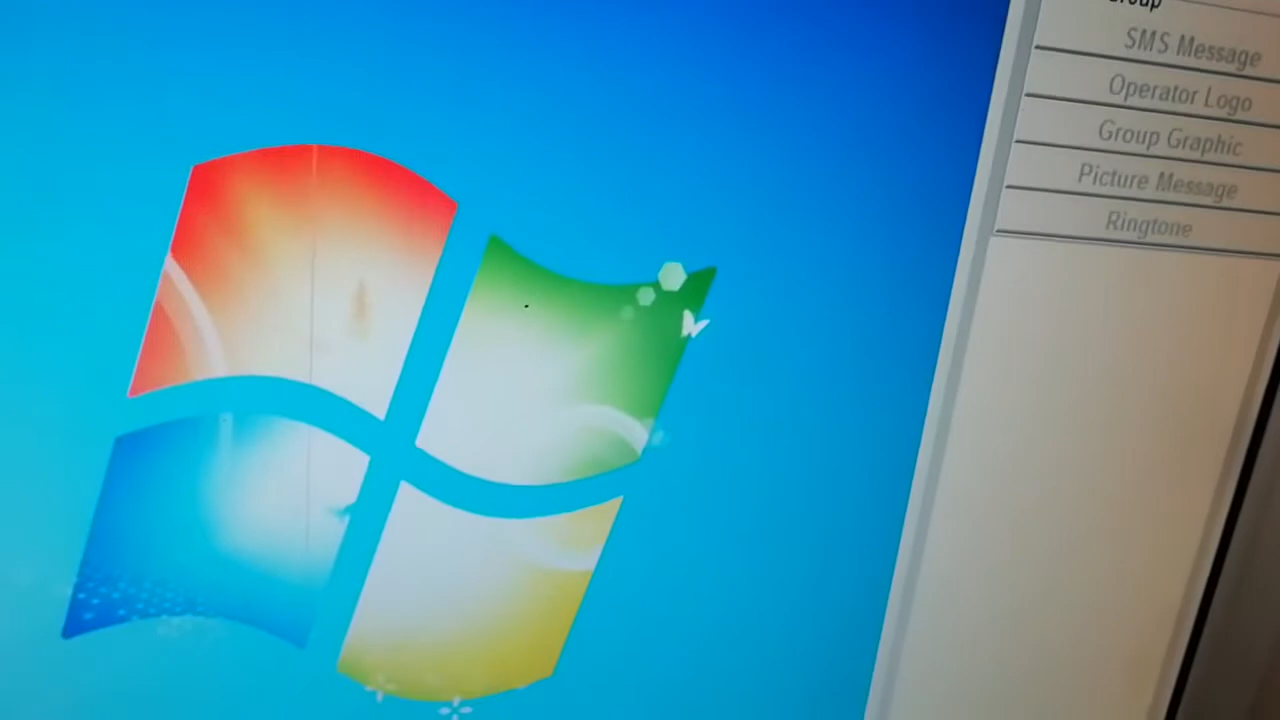 SMS Message
Operator Logo
Group Graphic
Picture Message
Ringtone